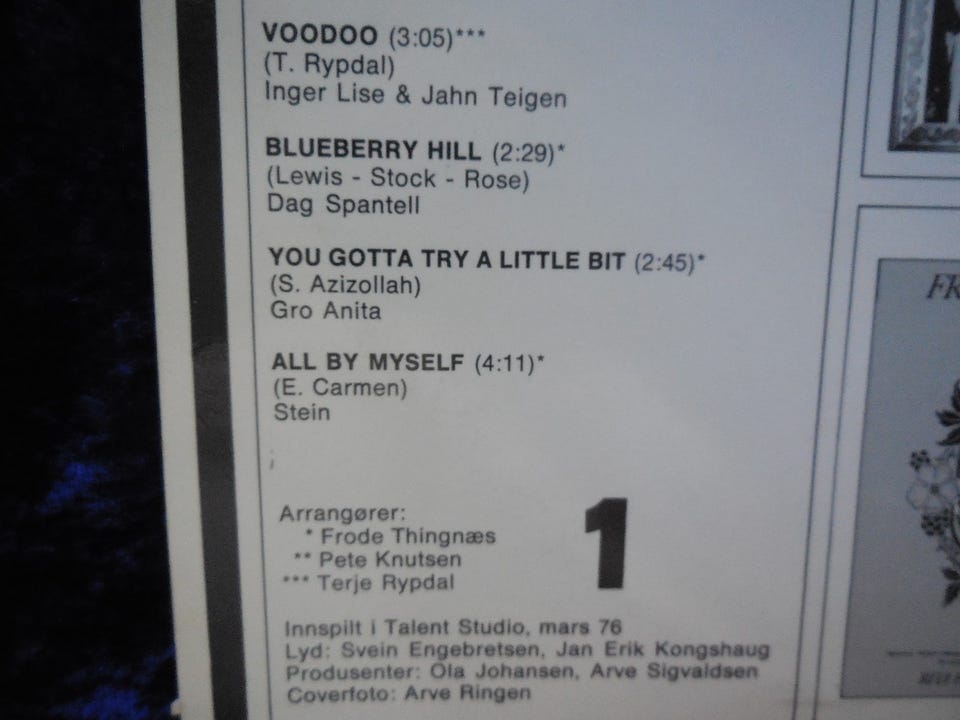 VOODOO (3:05)***
(T. Rypdal)
Inger Lise & Jahn Teigen
BLUEBERRY HILL (2:29)*
(Lewis - Stock - Rose)
Dag Spantell
YOU GOTTA TRY A LITTLE BIT (2:45)*
(S. Azizollah)
Gro Anita
ALL BY MYSELF (4:11)*
(E. Carmen)
Stein
Arrangører:
* Frode Thingnæs
** Pete Knutsen
*** Terje Rypdal
1
Innspilt i Talent Studio, mars 76
Lyd: Svein Engebretsen, Jan Erik Kongshaug
Produsenter: Ola Johansen, Arve Sigvaldsen
Coverfoto: Arve Ringen